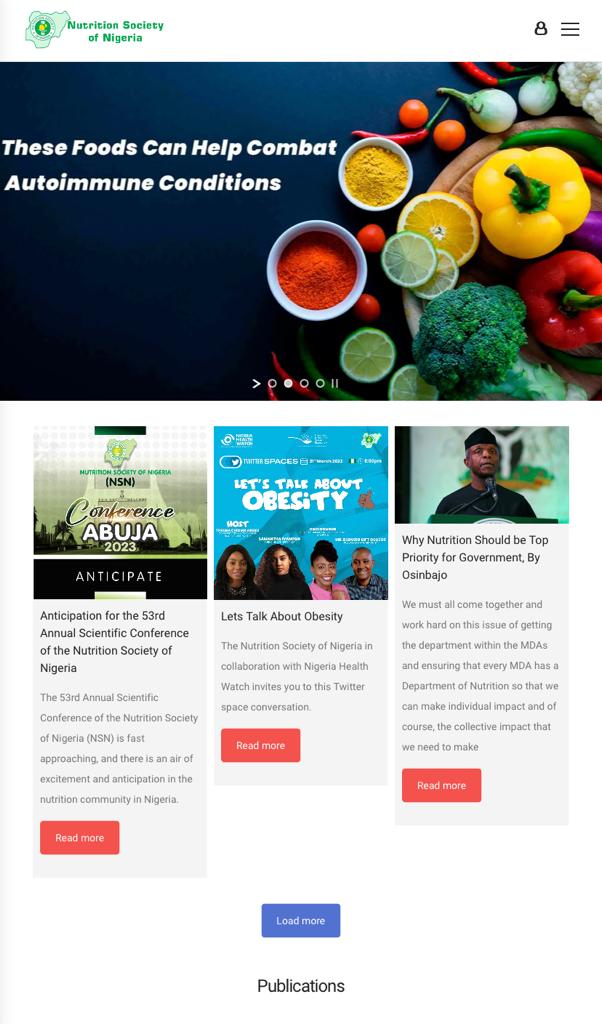 Nutrition Society
of Nigeria
These Foods Can Help Combat
Autoimmune Conditions
NUTRITION SOCIETY OF NIGERIA
(NSN)
Conference
ABUJA
2023
ANTICIPATE
Anticipation for the 53rd
Annual Scientific Conference
of the Nutrition Society of
Nigeria
The 53rd Annual Scientific
Conference of the Nutrition Society
of Nigeria (NSN) is fast
approaching, and there is an air of
excitement and anticipation in the
nutrition community in Nigeria.
Read more
NIGERIA
HEALTH
WATCH
TWITTER SPACES
31st March 2023
6:00pm
LET'S TALK ABOUT
OBESITY
HOST
Lets Talk About Obesity
The Nutrition Society of Nigeria in
collaboration with Nigeria Health
Watch invites you to this Twitter
space conversation.
Read more
Why Nutrition Should be Top
Priority for Government, By
Osinbajo
We must all come together and
work hard on this issue of getting
the department within the MDAs
and ensuring that every MDA has a
Department of Nutrition so that we
can make individual impact and of
course, the collective impact that
we need to make
Read more
Load more
Publications